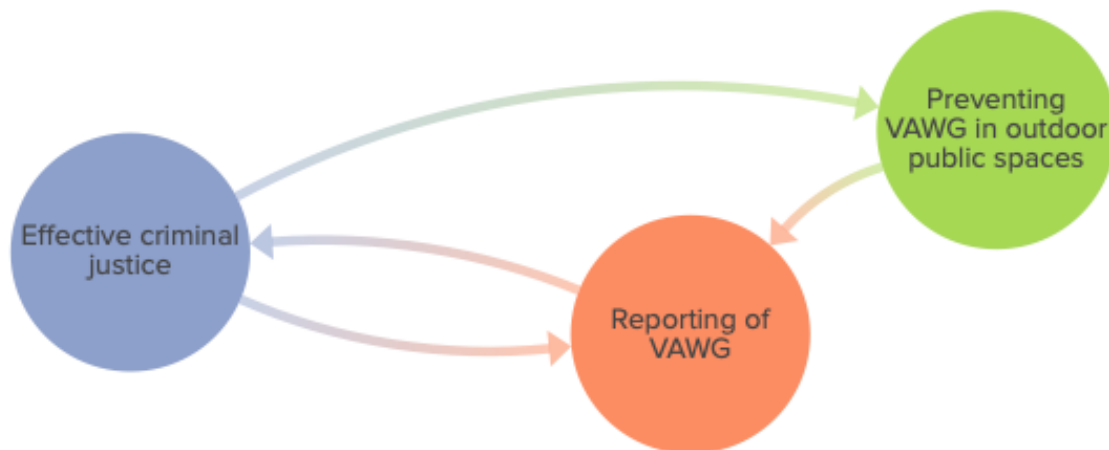 Preventing
VAWG in outdoor
public spaces
Effective criminal
justice
Reporting of
VAWG